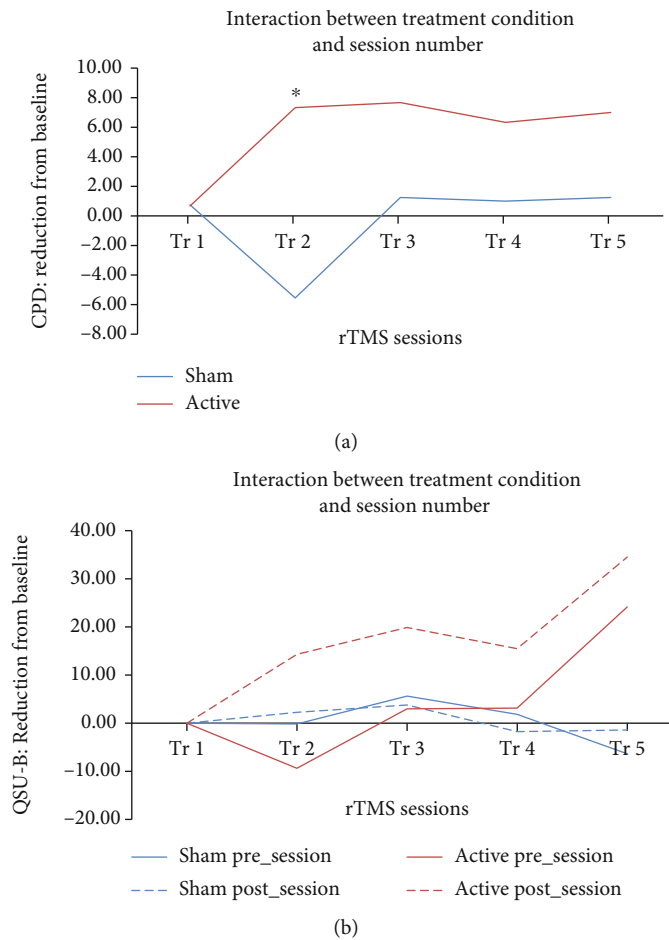 Interaction between treatment condition
and session number
10.00
8.00
6.00
4.00
2.00
0.00
−2.00
−4.00
−6.00
−8.00
CPD: reduction from baseline
*
Tr 1 Tr 2 Tr 3 Tr 4 Tr 5
rTMS sessions
Sham
Active
(a)
Interaction between treatment condition
and session number
40.00
30.00
20.00
10.00
0.00
−10.00
−20.00
QSU-B: Reduction from baseline
Tr 1 Tr 2 Tr 3 Tr 4 Tr 5
rTMS sessions
Sham pre_session Active pre_session
Sham post_session Active post_session
(b)